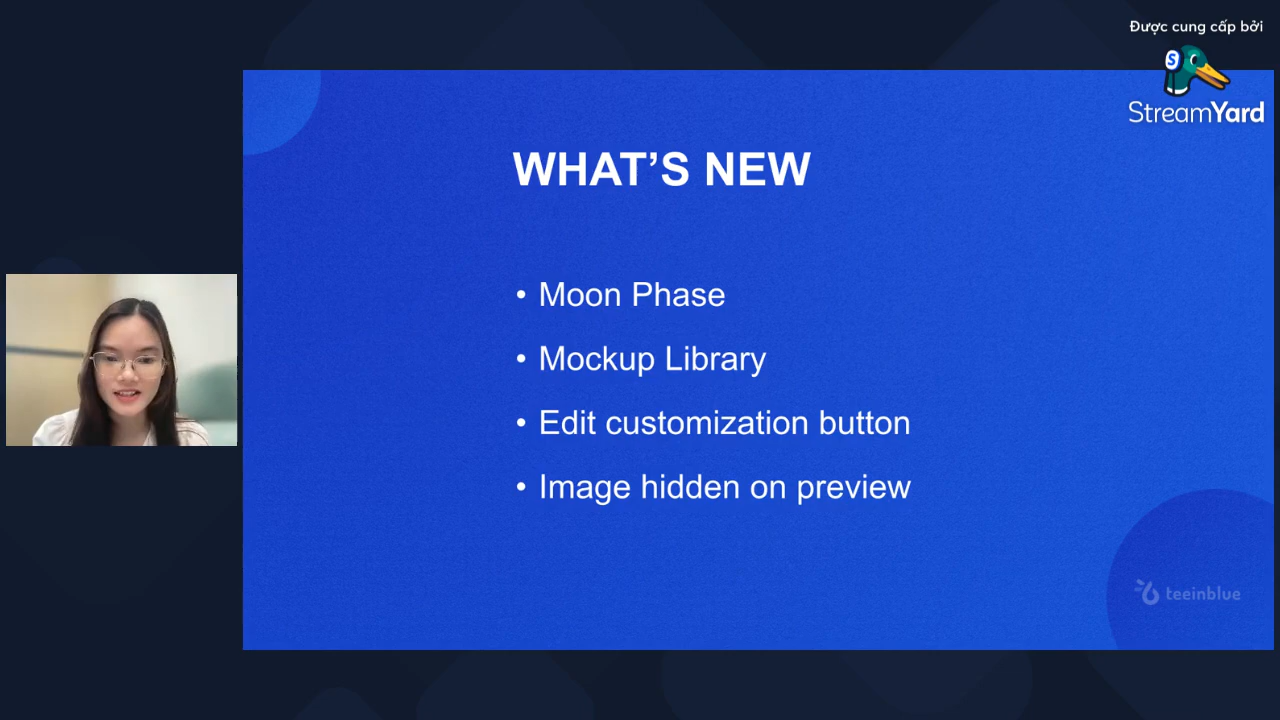 Được cung cấp bởi
StreamYard
WHAT’S NEW
• Moon Phase
• Mockup Library
• Edit customization button
• Image hidden on preview
teeinblue